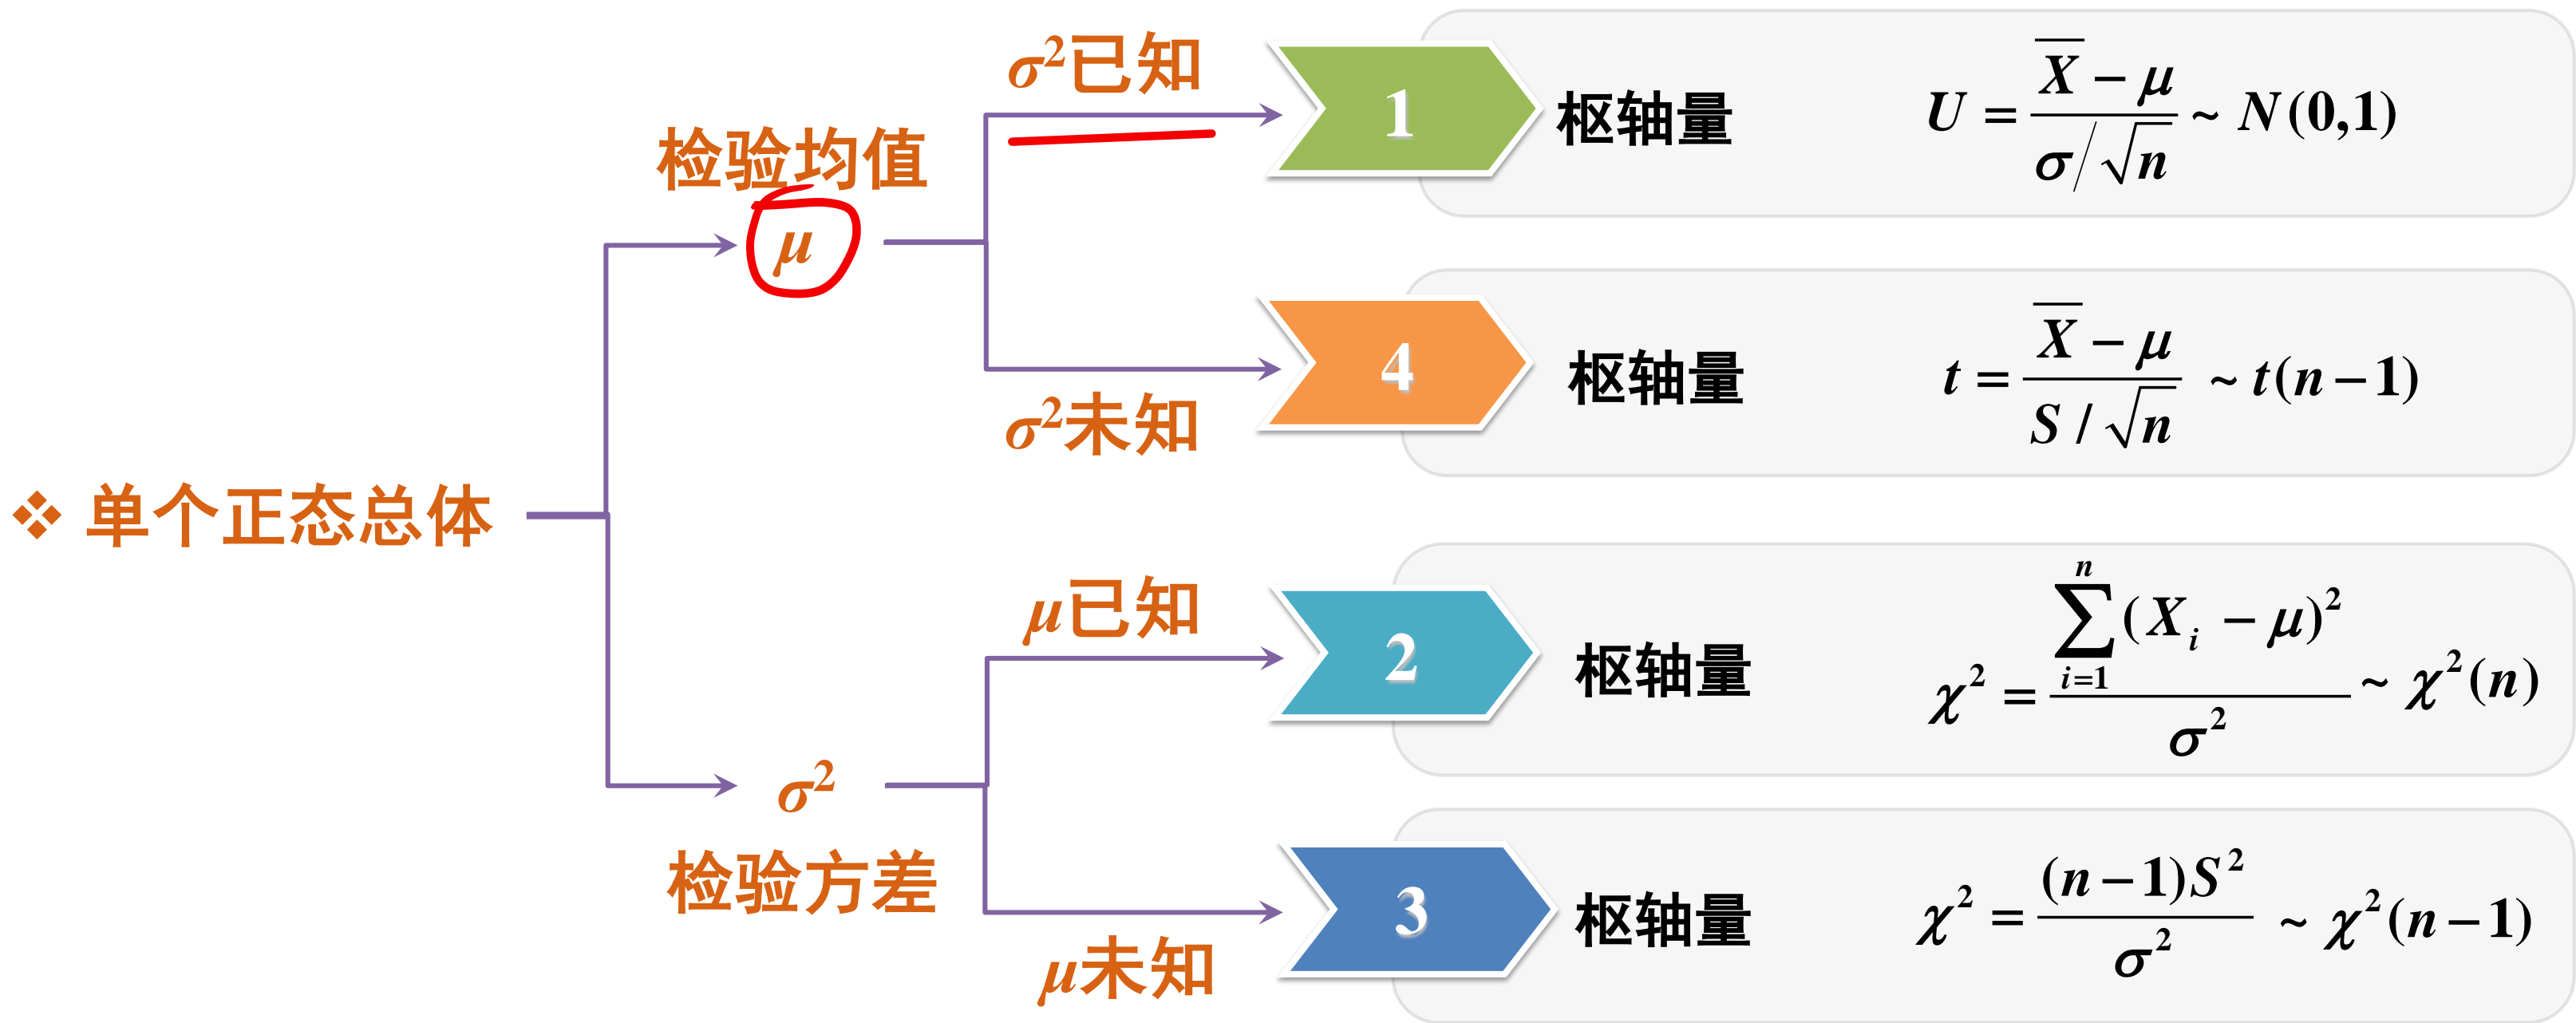 ❖ 单个正态总体
检验均值
μ
σ²已知
1
枢轴量
U = (X̄ − μ) / (σ/√n) ~ N(0,1)
σ²未知
4
枢轴量
t = (X̄ − μ) / (S / √n) ~ t(n−1)
σ²
检验方差
μ已知
2
枢轴量
χ² = ∑ᵢ₌₁ⁿ (Xᵢ − μ)² / σ² ~ χ²(n)
μ未知
3
枢轴量
χ² = (n−1)S² / σ² ~ χ²(n−1)